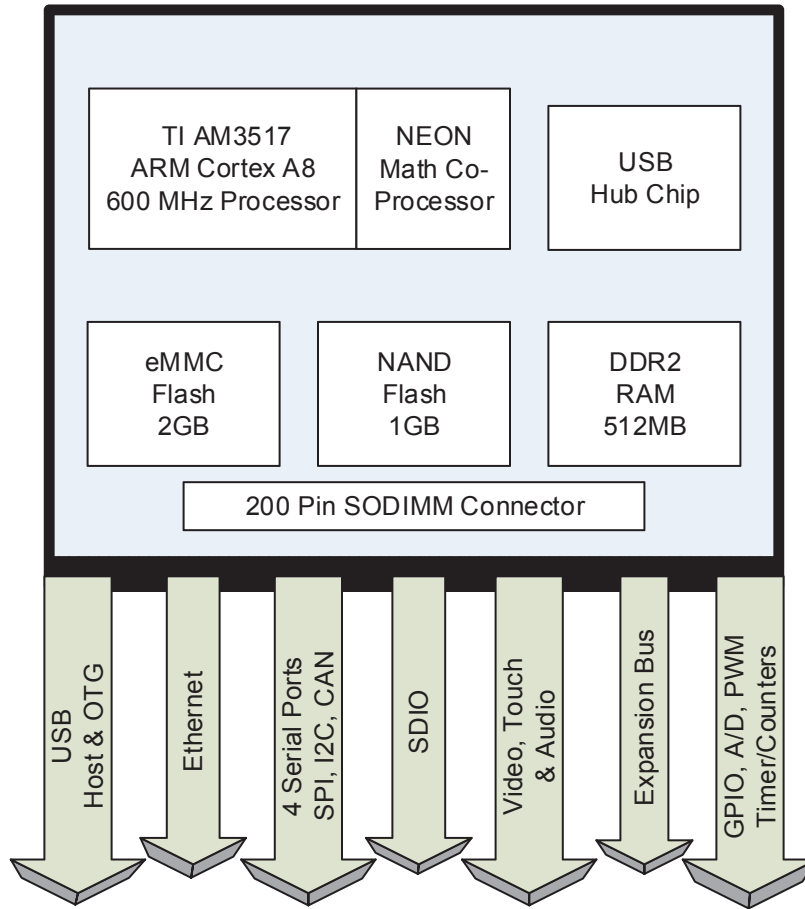 TI AM3517
ARM Cortex A8
600 MHz Processor
NEON
Math Co-
Processor
USB
Hub Chip
eMMC
Flash
2GB
NAND
Flash
1GB
DDR2
RAM
512MB
200 Pin SODIMM Connector
USB
Host & OTG
Ethernet
4 Serial Ports
SPI, I2C, CAN
SDIO
Video, Touch
& Audio
Expansion Bus
GPIO, A/D, PWM
Timer/Counters